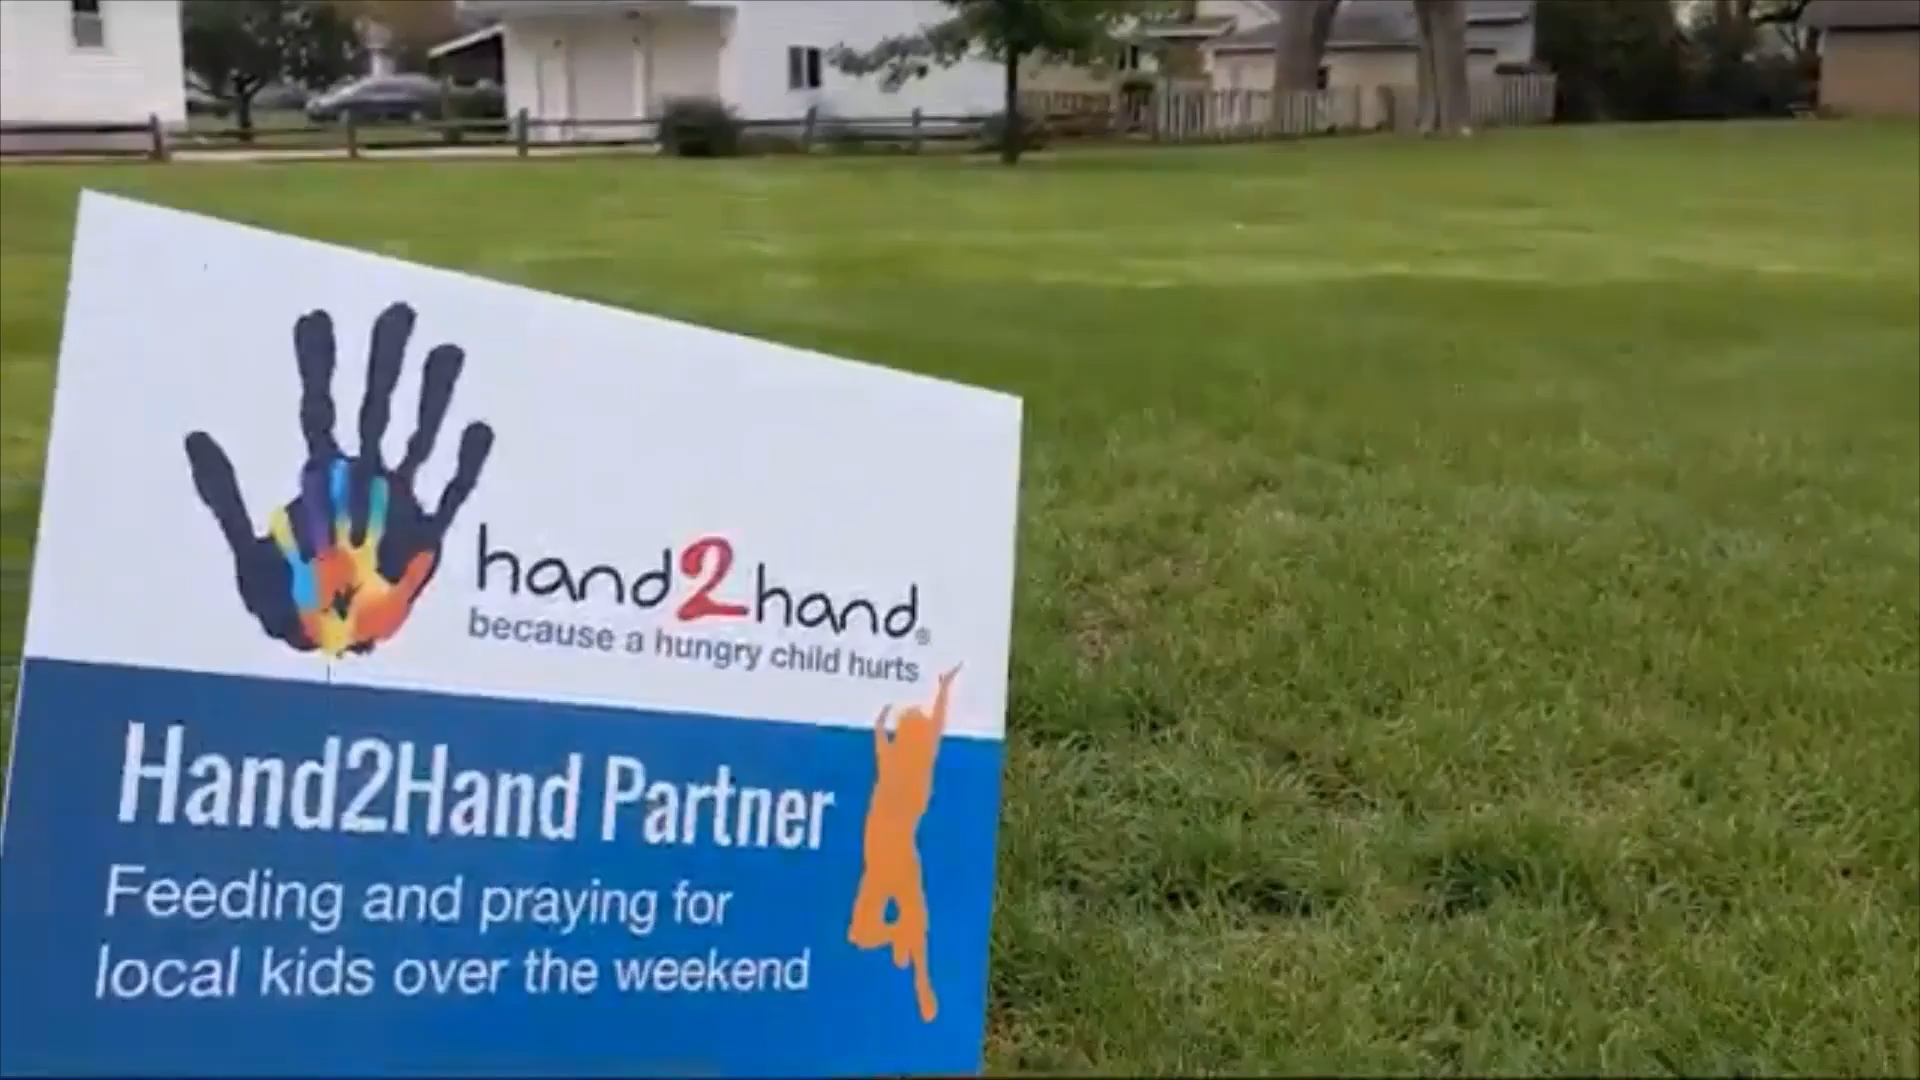 hand2hand®
because a hungry child hurts
Hand2Hand Partner
Feeding and praying for
local kids over the weekend